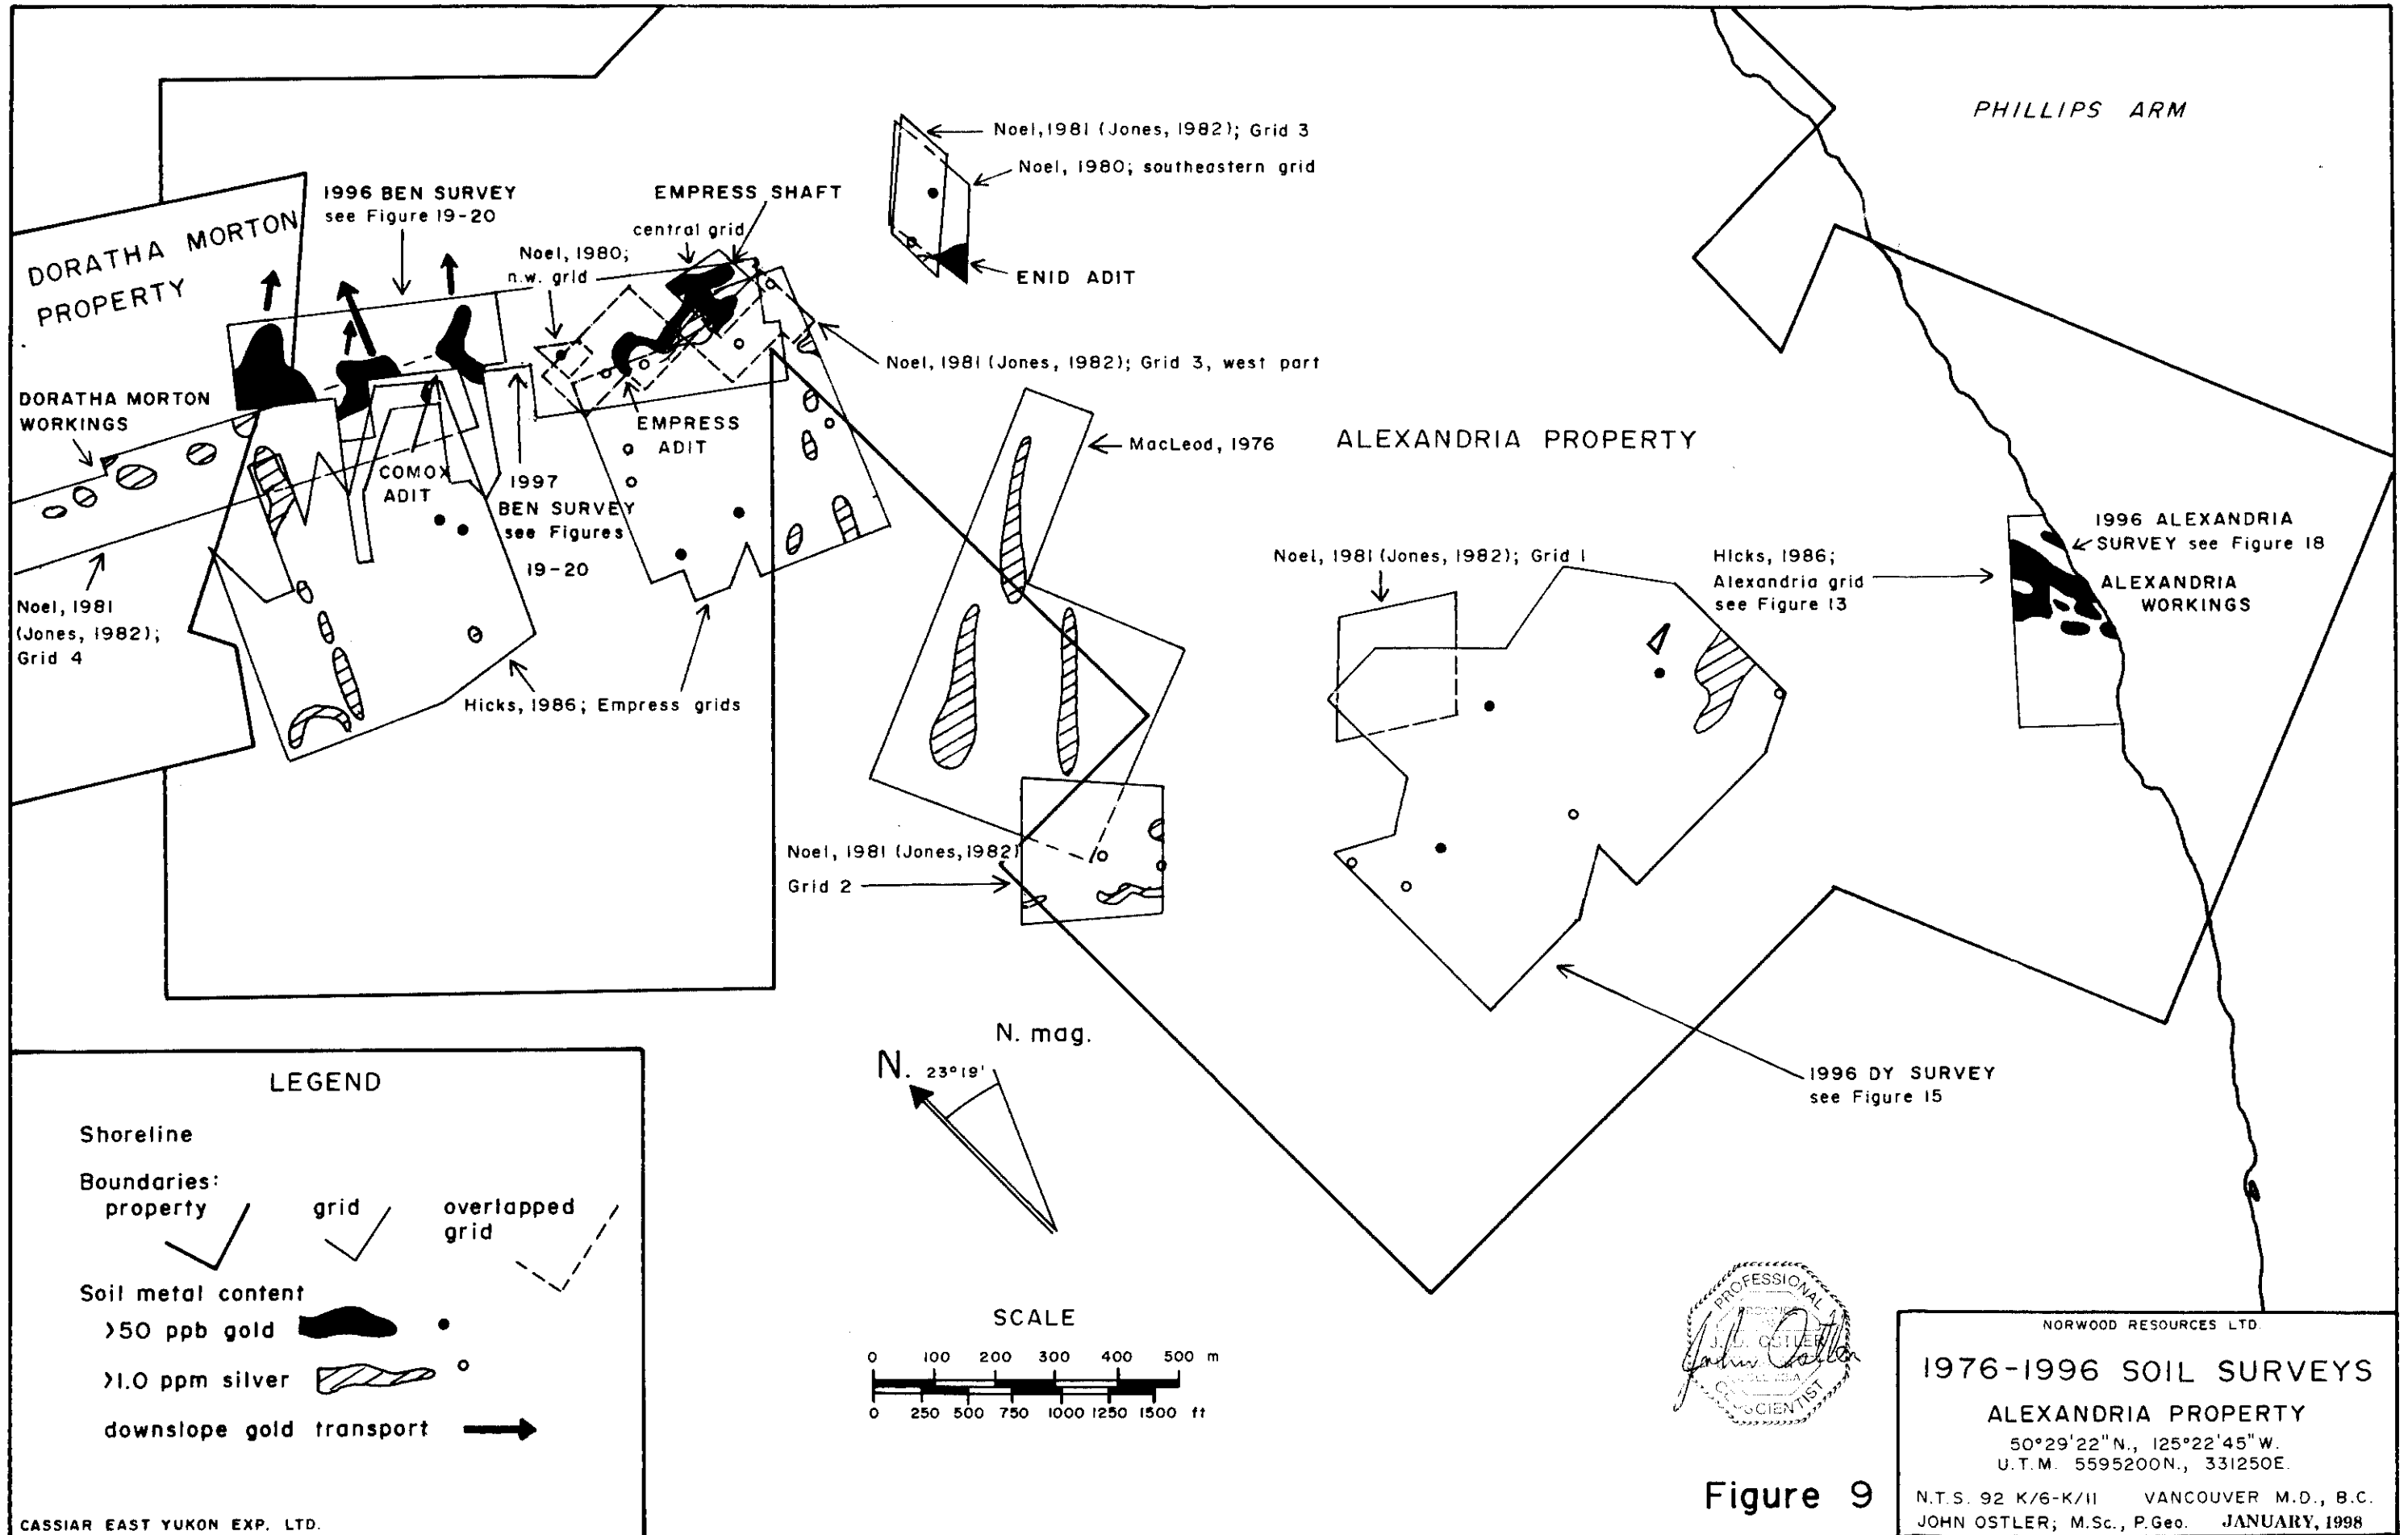 PHILLIPS ARM
Noel, 1981 (Jones, 1982); Grid 3
Noel, 1980; southeastern grid
ENID ADIT
1996 BEN SURVEY
see Figure 19-20
EMPRESS SHAFT
central grid
Noel, 1980;
n.w. grid
DORATHA MORTON
PROPERTY
Noel, 1981 (Jones, 1982); Grid 3, west part
DORATHA MORTON
WORKINGS
EMPRESS
ADIT
MacLeod, 1976
ALEXANDRIA PROPERTY
COMOX
ADIT
1997
BEN SURVEY
see Figures
19-20
1996 ALEXANDRIA
SURVEY see Figure 18
ALEXANDRIA
WORKINGS
Noel, 1981 (Jones, 1982); Grid 1
Hicks, 1986;
Alexandria grid
see Figure 13
Noel, 1981
(Jones, 1982);
Grid 4
Hicks, 1986; Empress grids
Noel, 1981 (Jones, 1982)
Grid 2
1996 DY SURVEY
see Figure 15
N. mag.
N.
23°19'
LEGEND
Shoreline
Boundaries:
property
grid
overlapped
grid
Soil metal content
>50 ppb gold
>1.0 ppm silver
downslope gold transport
CASSIAR EAST YUKON EXP. LTD.
SCALE
0 100 200 300 400 500 m
0 250 500 750 1000 1250 1500 ft
PROFESSIONAL
PROVINCE
J. J. OSTLER
John Ostler
SCIENTIST
Figure 9
NORWOOD RESOURCES LTD.
1976-1996 SOIL SURVEYS
ALEXANDRIA PROPERTY
50°29'22"N., 125°22'45"W.
U.T.M. 5595200N., 331250E.
N.T.S. 92 K/6-K/11 VANCOUVER M.D., B.C.
JOHN OSTLER; M.Sc., P.Geo. JANUARY, 1998